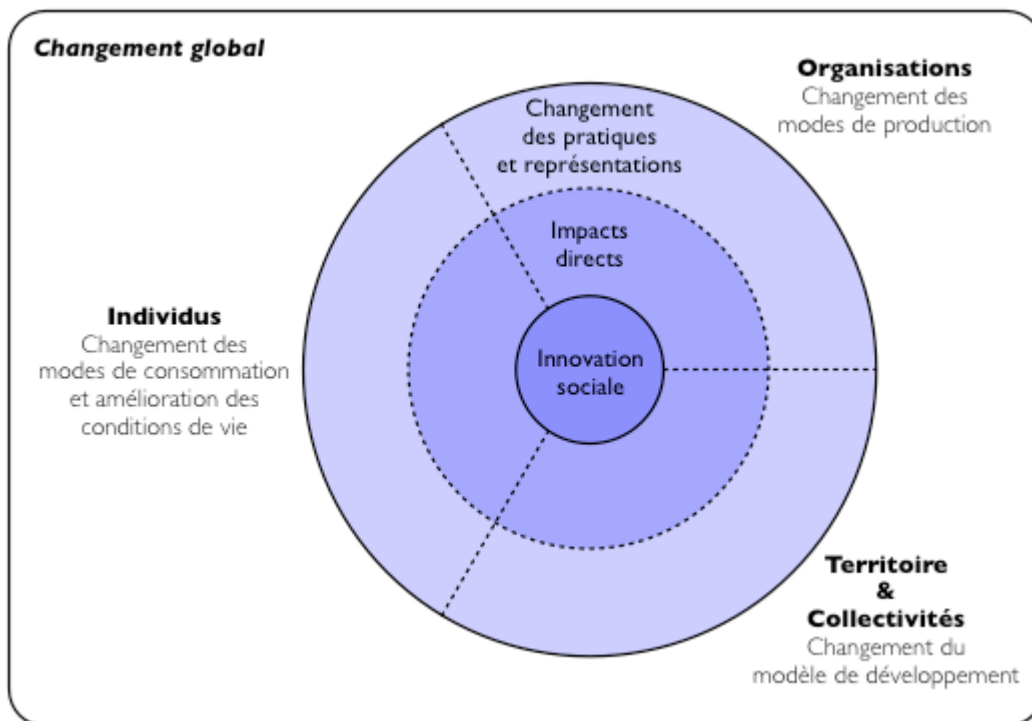 Changement global
Organisations
Changement des
modes de production
Changement
des pratiques
et représentations
Impacts
directs
Innovation
sociale
Individus
Changement des
modes de consommation
et amélioration des
conditions de vie
Territoire
&
Collectivités
Changement du
modèle de développement